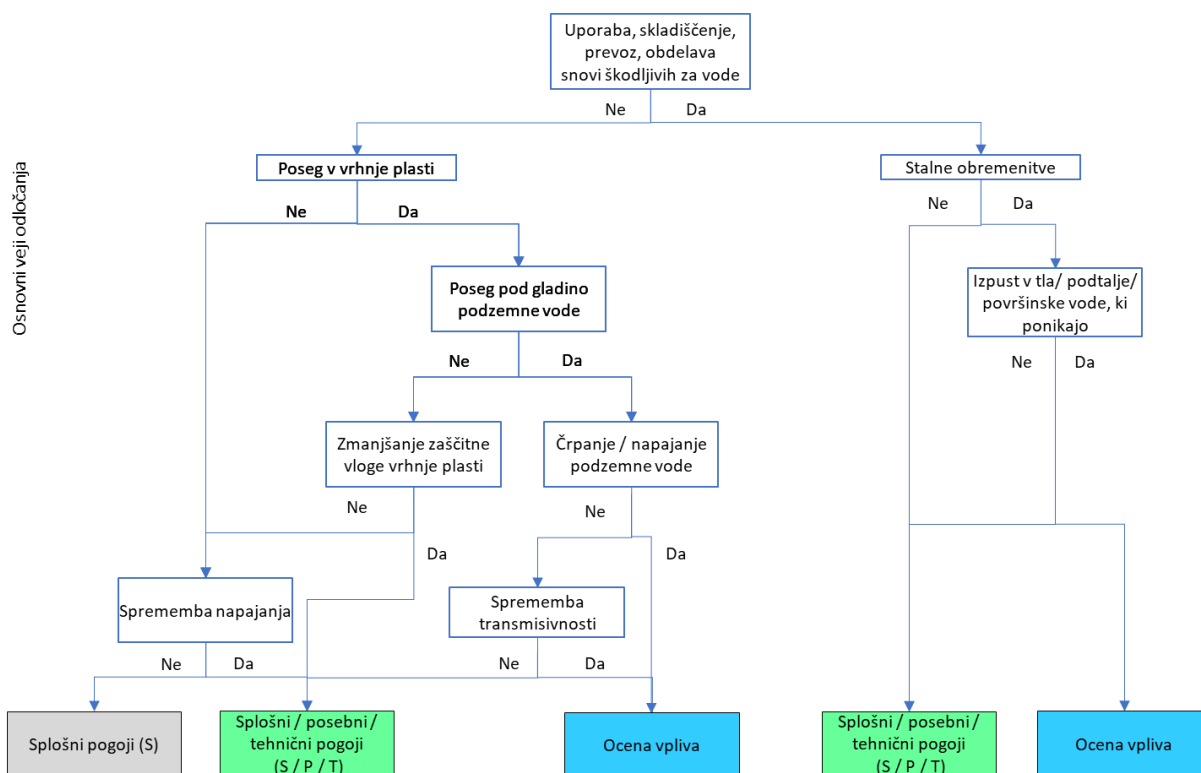 Uporaba, skladiščenje,
prevoz, obdelava
snovi škodljivih za vode
Ne
Da
Osnovni veji odločanja
Poseg v vrhnje plasti
Stalne obremenitve
Ne
Da
Ne
Da
Poseg pod gladino
podzemne vode
Izpust v tla/ podtalje/
površinske vode, ki
ponikajo
Ne
Da
Ne
Da
Zmanjšanje zaščitne
vloge vrhnje plasti
Črpanje / napajanje
podzemne vode
Ne
Ne
Da
Da
Sprememba napajanja
Sprememba
transmisivnosti
Ne
Da
Ne
Da
Splošni pogoji (S)
Splošni / posebni /
tehnični pogoji
(S / P / T)
Ocena vpliva
Splošni / posebni /
tehnični pogoji
(S / P / T)
Ocena vpliva